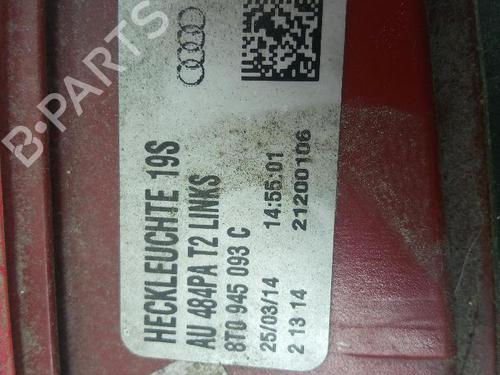 HECKLEUCHTE 19S
AU 484PA T2 LINKS
8T0 945 093 C
25/03/14 14:55:01
2 13 14 21200106
B-PARTS